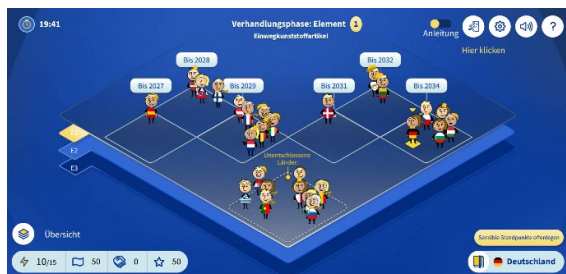 19:41
Verhandlungsphase: Element 1
Einwegkunststoffartikel
Anleitung
?
Hier klicken
Bis 2028
Bis 2032
Bis 2027
Bis 2029
Bis 2031
Bis 2034
E2
E3
Unentschlossene
Länder:
Übersicht
Sensible Standpunkte offenlegen
10/15
50
0
50
Deutschland